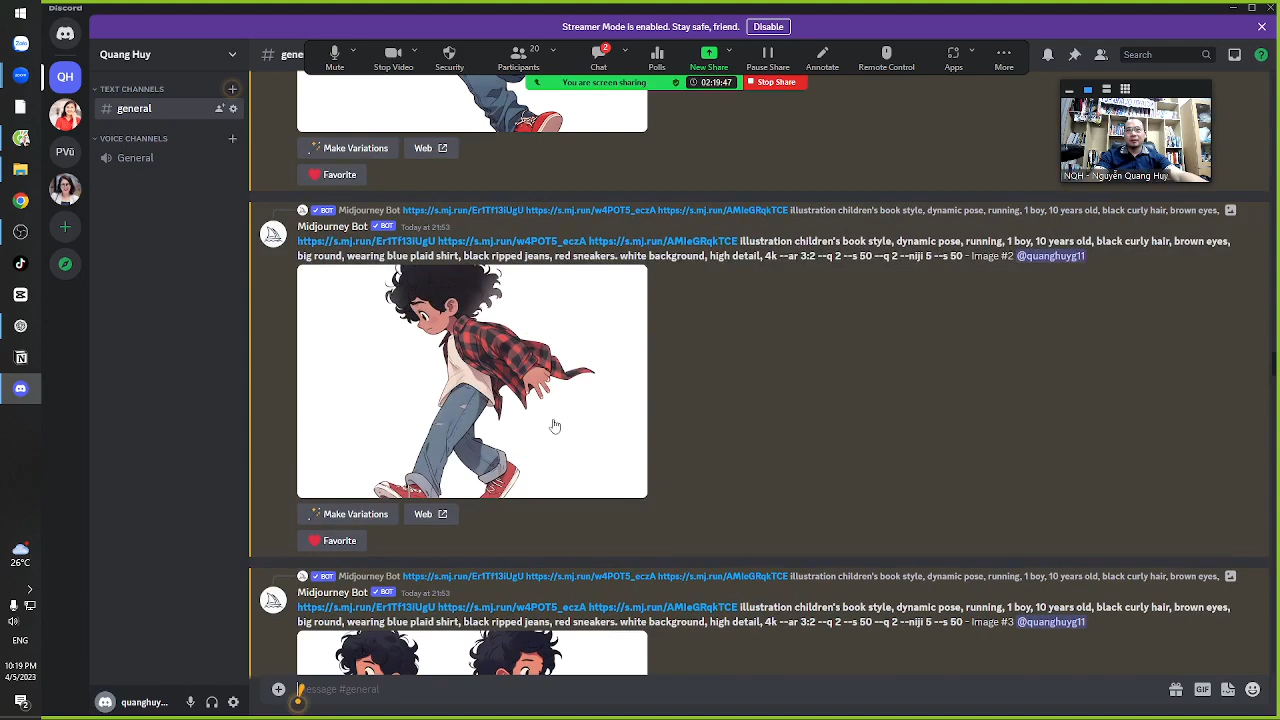 Discord
Streamer Mode is enabled. Stay safe, friend.
Disable
Quang Huy
# gene
Mute
Stop Video
Security
20
Participants
2
Chat
Polls
New Share
Pause Share
Annotate
Remote Control
Apps
More
Search
You are screen sharing
02:19:47
Stop Share
TEXT CHANNELS
# general
VOICE CHANNELS
General
QH
PVü
NQH - Nguyễn Quang Huy
Make Variations
Web
Favorite
BOT Midjourney Bot https://s.mj.run/Er1Tf13iUgU https://s.mj.run/w4POT5_eczA https://s.mj.run/AMIeGRqkTCE illustration children's book style, dynamic pose, running, 1 boy, 10 years old, black curly hair, brown eyes,
Midjourney Bot BOT Today at 21:53
https://s.mj.run/Er1Tf13iUgU https://s.mj.run/w4POT5_eczA https://s.mj.run/AMIeGRqkTCE illustration children's book style, dynamic pose, running, 1 boy, 10 years old, black curly hair, brown eyes,
big round, wearing blue plaid shirt, black ripped jeans, red sneakers. white background, high detail, 4k --ar 3:2 --q 2 --s 50 --q 2 --niji 5 --s 50 - Image #2 @quanghuyg11
Make Variations
Web
Favorite
BOT Midjourney Bot https://s.mj.run/Er1Tf13iUgU https://s.mj.run/w4POT5_eczA https://s.mj.run/AMIeGRqkTCE illustration children's book style, dynamic pose, running, 1 boy, 10 years old, black curly hair, brown eyes,
Midjourney Bot BOT Today at 21:53
https://s.mj.run/Er1Tf13iUgU https://s.mj.run/w4POT5_eczA https://s.mj.run/AMIeGRqkTCE illustration children's book style, dynamic pose, running, 1 boy, 10 years old, black curly hair, brown eyes,
big round, wearing blue plaid shirt, black ripped jeans, red sneakers. white background, high detail, 4k --ar 3:2 --q 2 --s 50 --q 2 --niji 5 --s 50 - Image #3 @quanghuyg11
essage #general
GIF
quanghuy...
26°C
ENG
10:19 PM
4/5/2023